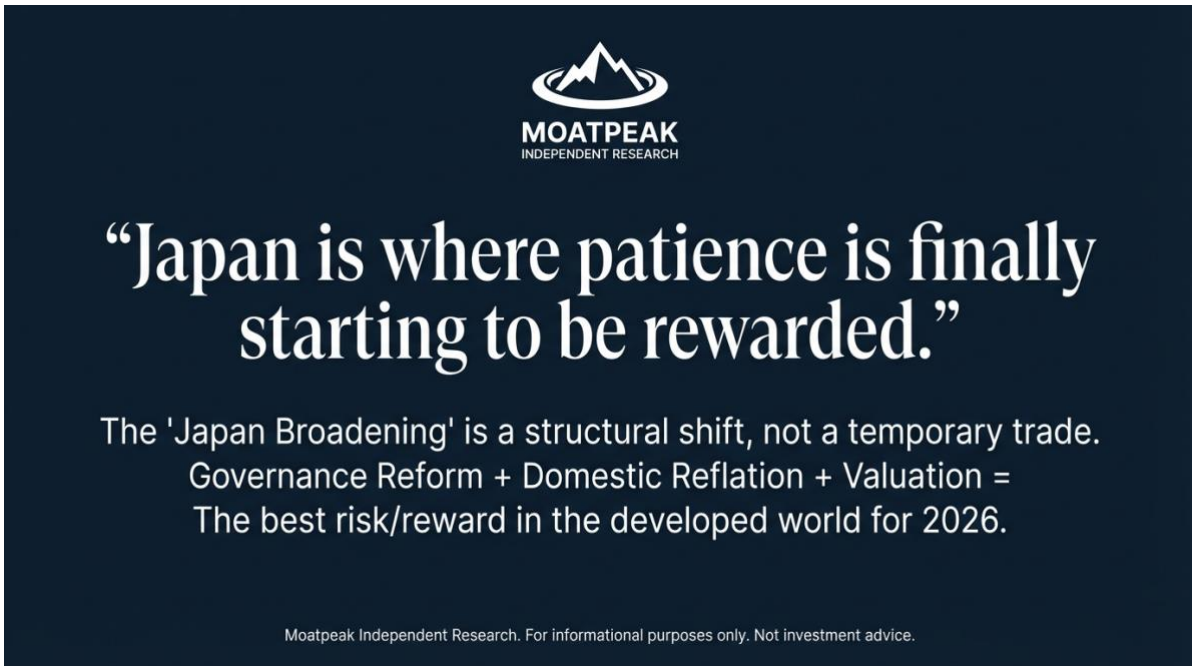 MOATPEAK
INDEPENDENT RESEARCH
“Japan is where patience is finally
starting to be rewarded.”
The 'Japan Broadening' is a structural shift, not a temporary trade.
Governance Reform + Domestic Reflation + Valuation =
The best risk/reward in the developed world for 2026.
Moatpeak Independent Research. For informational purposes only. Not investment advice.